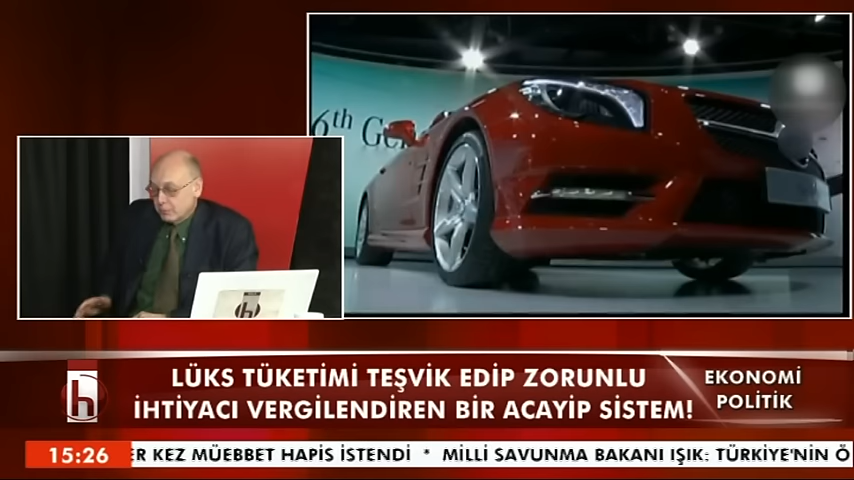 6th Ge
h
LÜKS TÜKETİMİ TEŞVİK EDİP ZORUNLU
İHTİYACI VERGİLENDİREN BİR ACAYİP SİSTEM!
EKONOMİ
POLİTİK
h
15:26
ER KEZ MÜEBBET HAPİS İSTENDİ * MİLLİ SAVUNMA BAKANI IŞIK: TÜRKİYE'NİN Ö